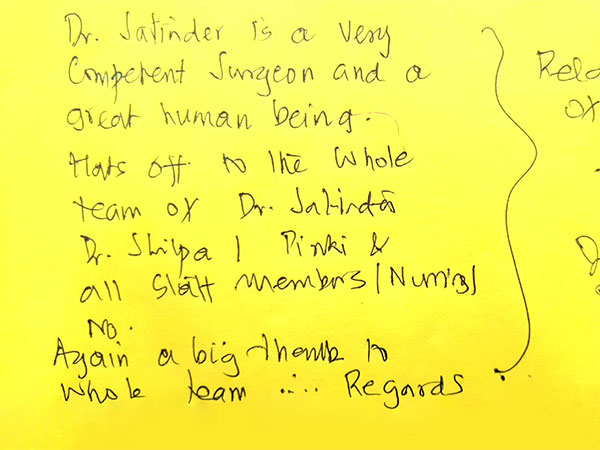 Dr. Jatinder is a very
Competent Surgeon and a
great human being.
Hats off to the whole
team of Dr. Jatinder
Dr. Shilpa | Pinki &
all Staff Members | Nursing |
No.
Again a big thank to
whole team .... Regards
Rela
of